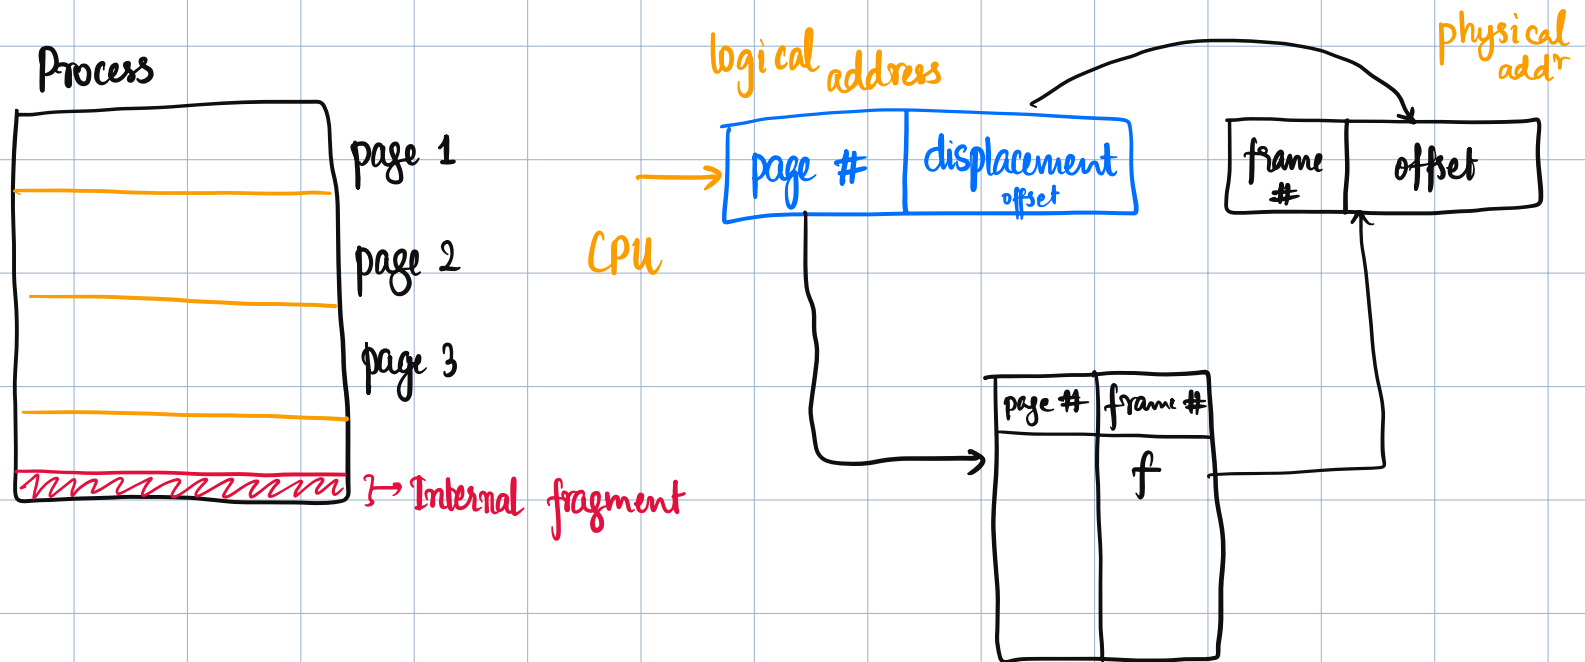 Process
page 1
page 2
page 3
Internal fragment
logical address
CPU
page #
displacement
offset
physical
addr
frame
#
offset
page #
frame #
f